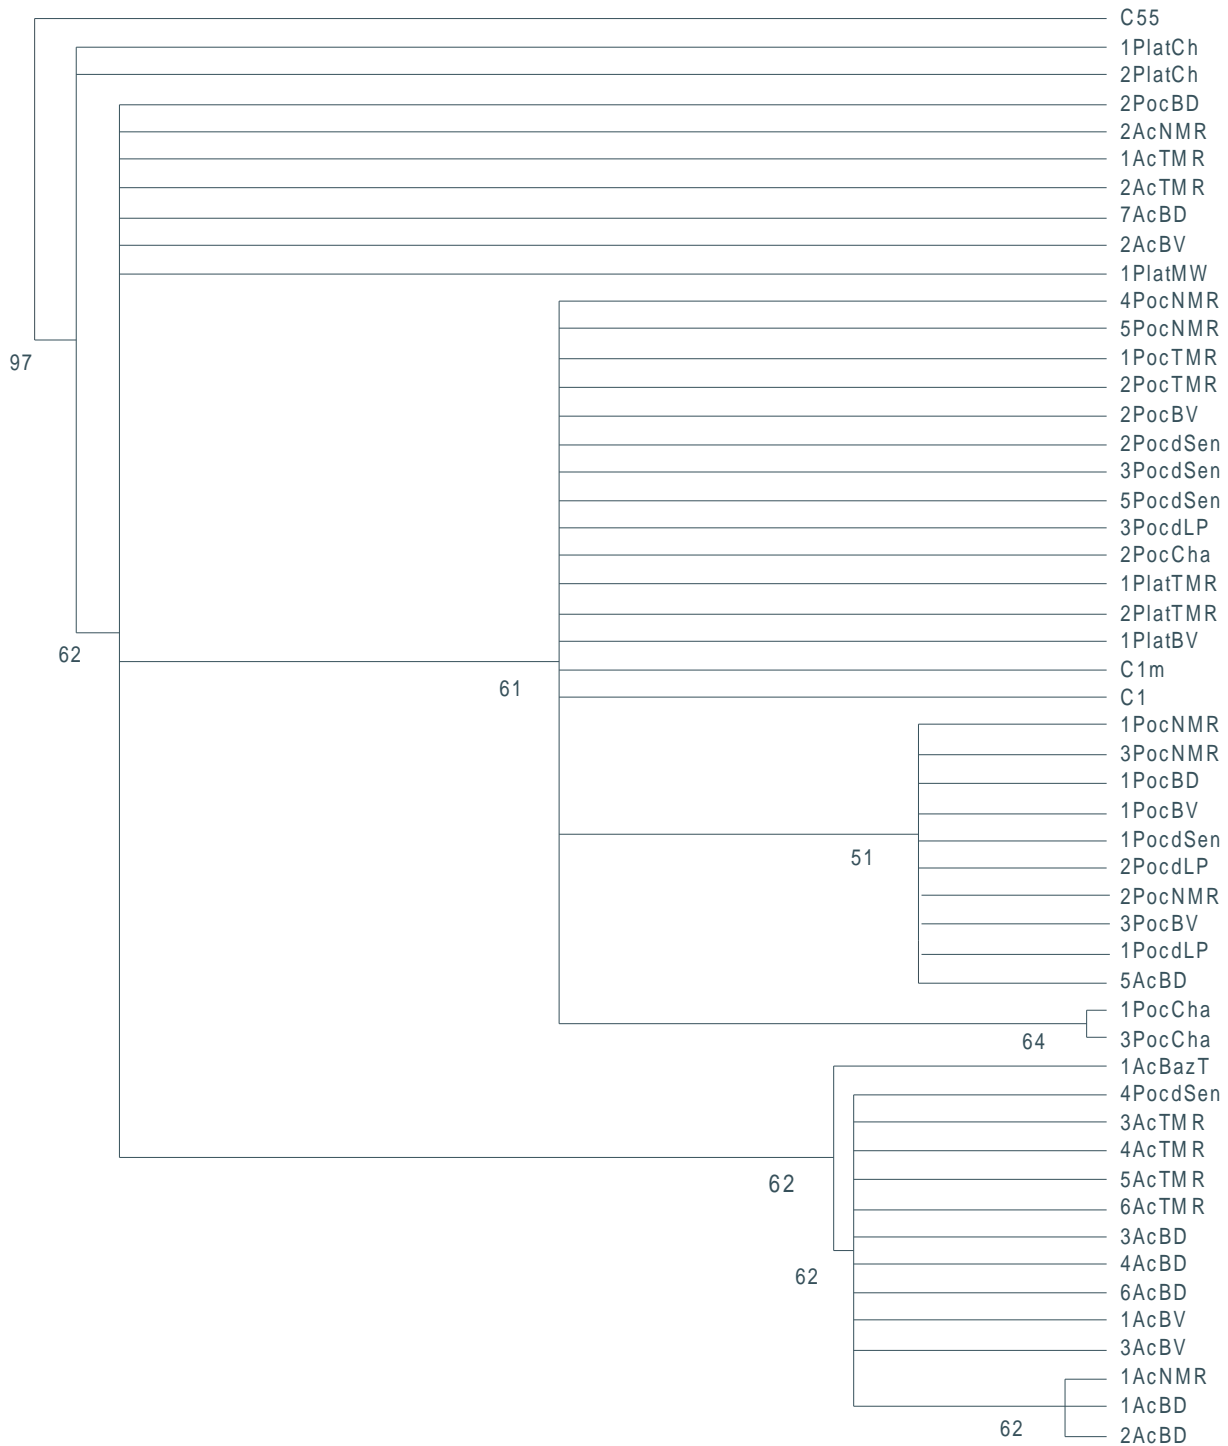 C55
1PlatCh
2PlatCh
2PocBD
2AcNMR
1AcTMR
2AcTMR
7AcBD
2AcBV
1PlatMW
4PocNMR
5PocNMR
97
1PocTMR
2PocTMR
2PocBV
2PocdSen
3PocdSen
5PocdSen
3PocdLP
2PocCha
1PlatTMR
2PlatTMR
1PlatBV
62
C1m
61
C1
1PocNMR
3PocNMR
1PocBD
1PocBV
1PocdSen
51
2PocdLP
2PocNMR
3PocBV
1PocdLP
5AcBD
1PocCha
64
3PocCha
1AcBazT
4PocdSen
3AcTMR
4AcTMR
62
5AcTMR
6AcTMR
3AcBD
4AcBD
62
6AcBD
1AcBV
3AcBV
1AcNMR
1AcBD
62
2AcBD